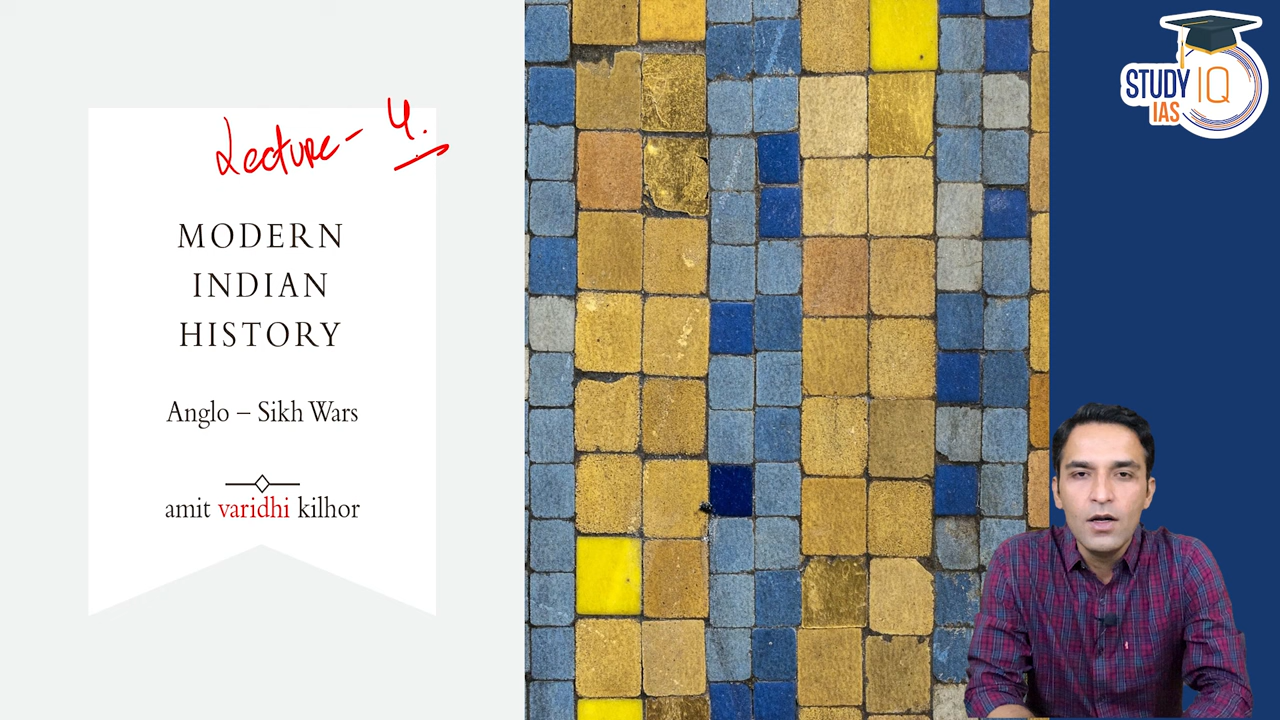 Lecture - 4.
MODERN
INDIAN
HISTORY
Anglo – Sikh Wars
amit varidhi kilhor
STUDY IQ
IAS